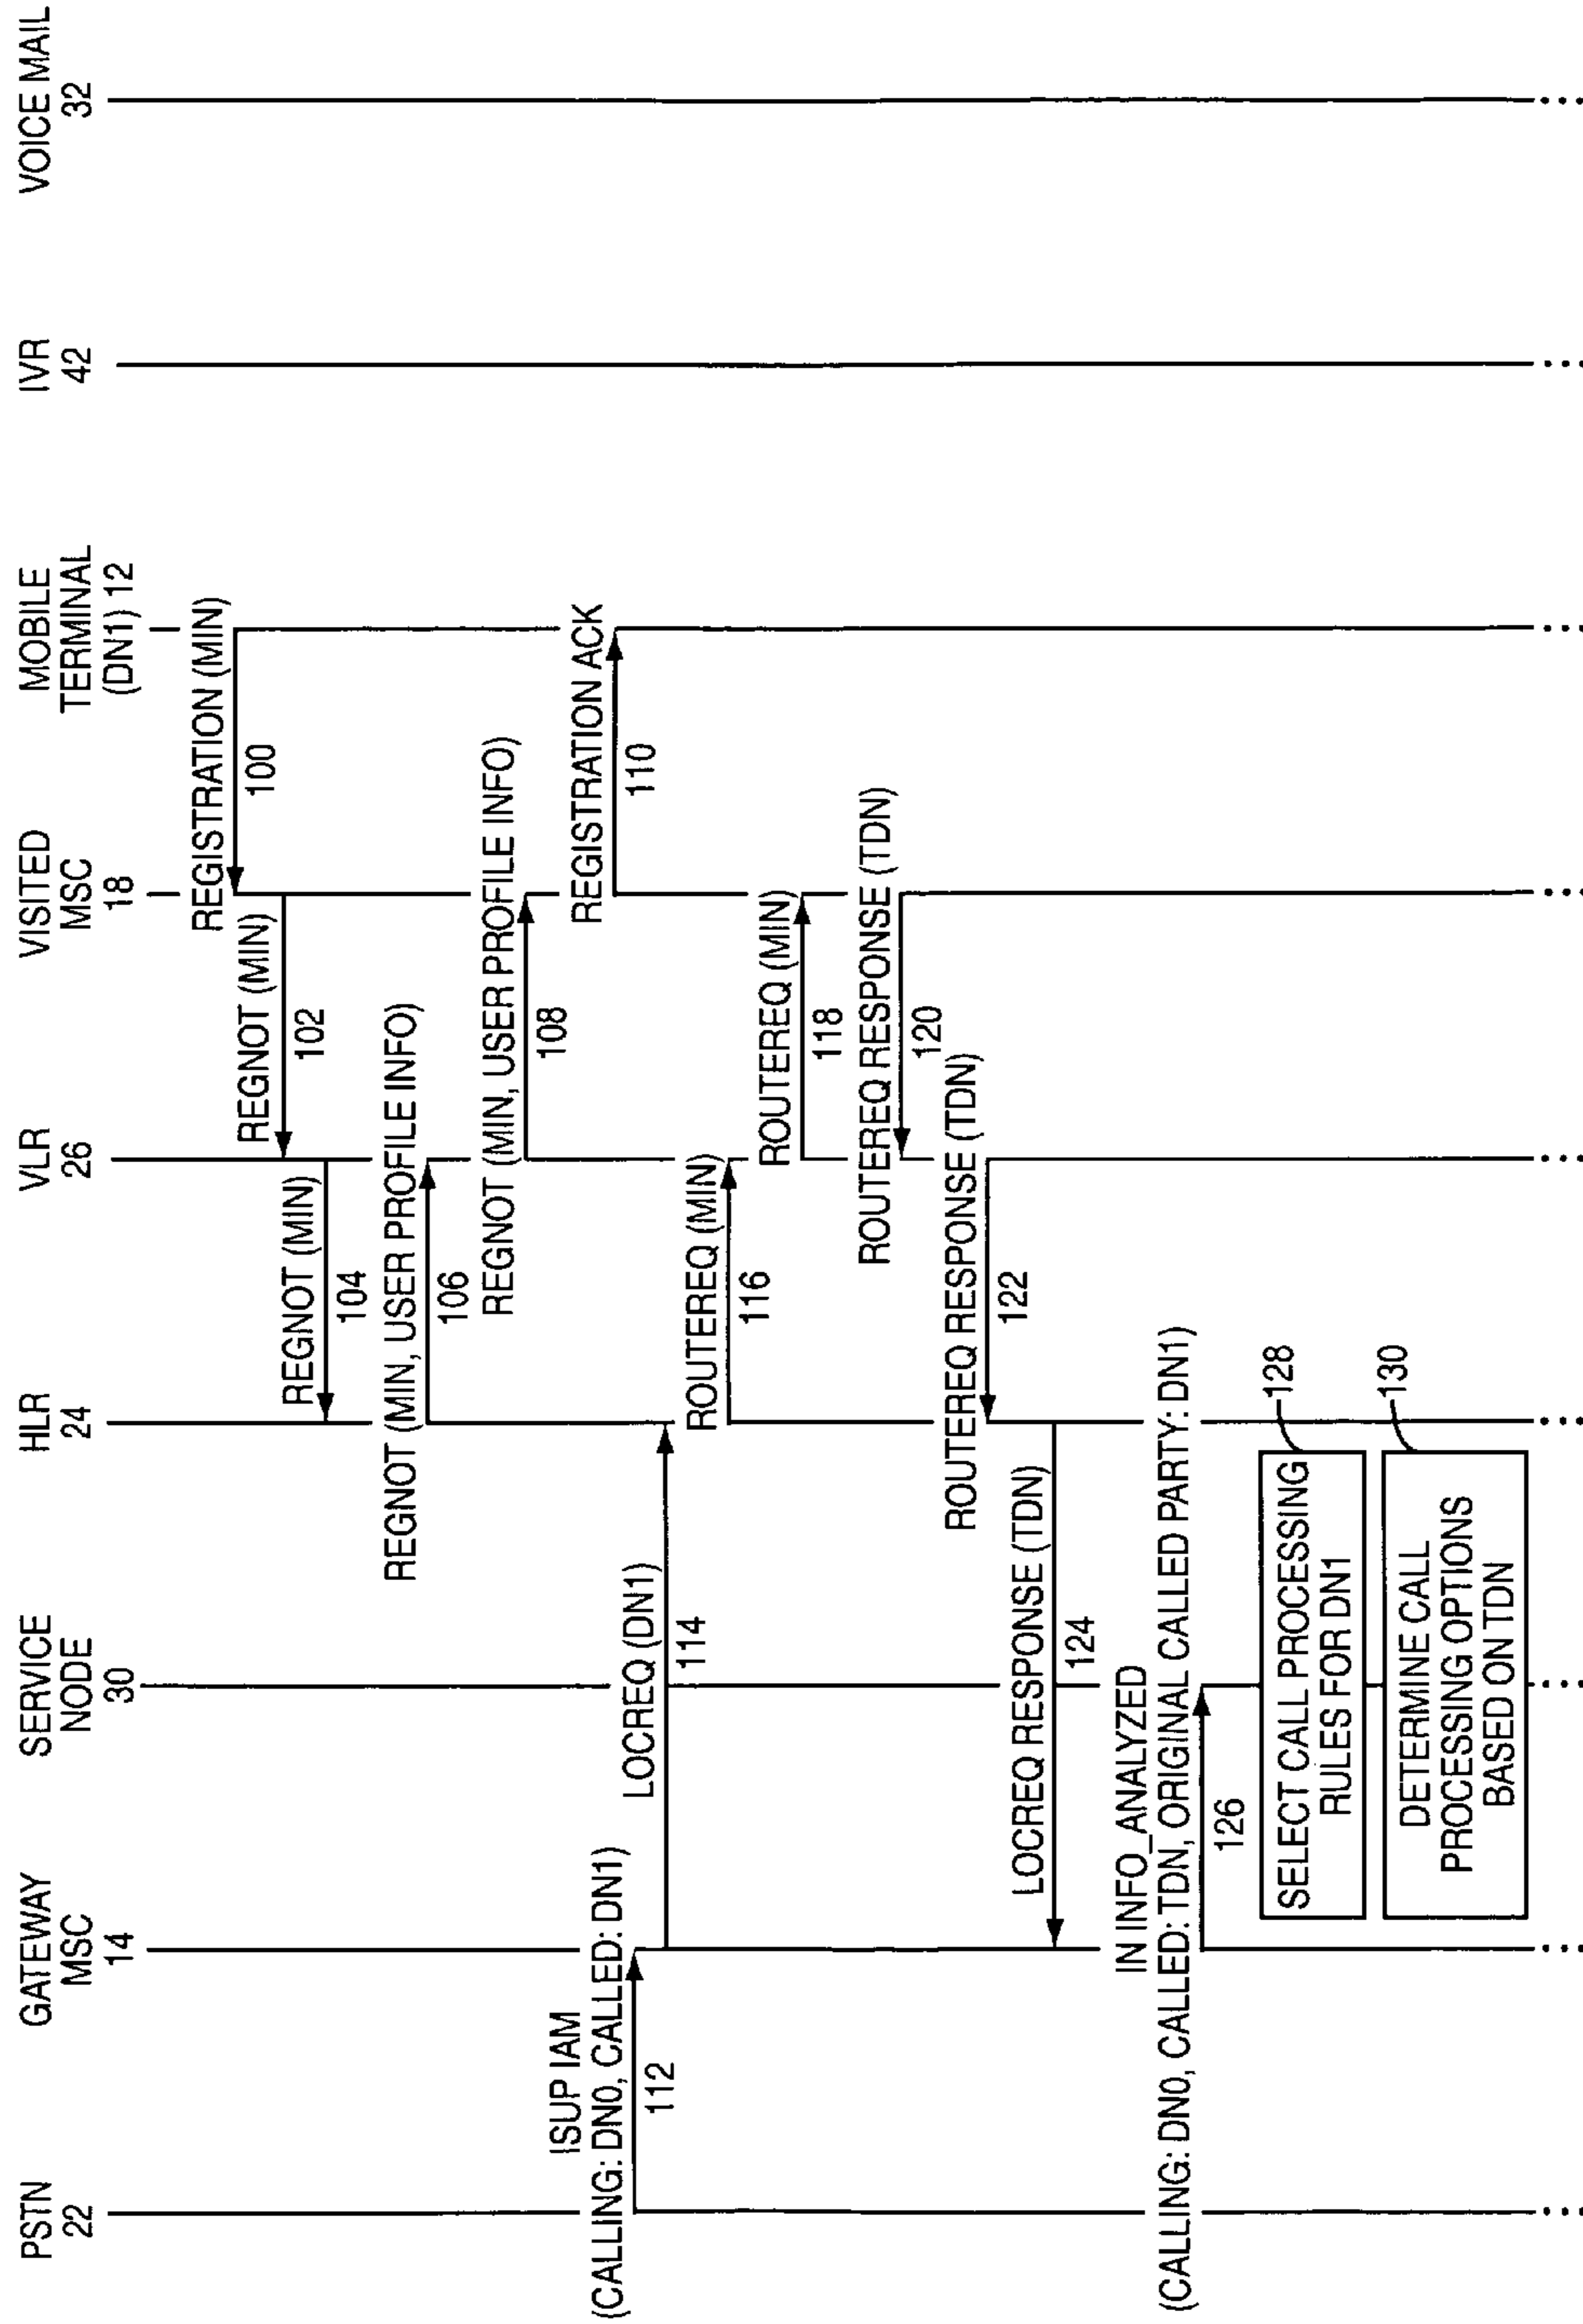 PSTN
22
GATEWAY
MSC
14
SERVICE
NODE
30
HLR
24
VLR
26
VISITED
MSC
18
MOBILE
TERMINAL
(DN1) 12
IVR
42
VOICE MAIL
32
REGISTRATION (MIN)
100
REGNOT (MIN)
102
REGNOT (MIN)
104
REGNOT (MIN, USER PROFILE INFO)
106
REGNOT (MIN, USER PROFILE INFO)
108
REGISTRATION ACK
110
ISUP IAM
(CALLING: DN0, CALLED: DN1)
112
LOCREQ (DN1)
114
ROUTEREQ (MIN)
116
ROUTEREQ (MIN)
118
ROUTEREQ RESPONSE (TDN)
120
ROUTEREQ RESPONSE (TDN)
122
LOCREQ RESPONSE (TDN)
124
IN INFO_ANALYZED
(CALLING: DN0, CALLED: TDN, ORIGINAL CALLED PARTY: DN1)
126
SELECT CALL PROCESSING
RULES FOR DN1
128
DETERMINE CALL
PROCESSING OPTIONS
BASED ON TDN
130